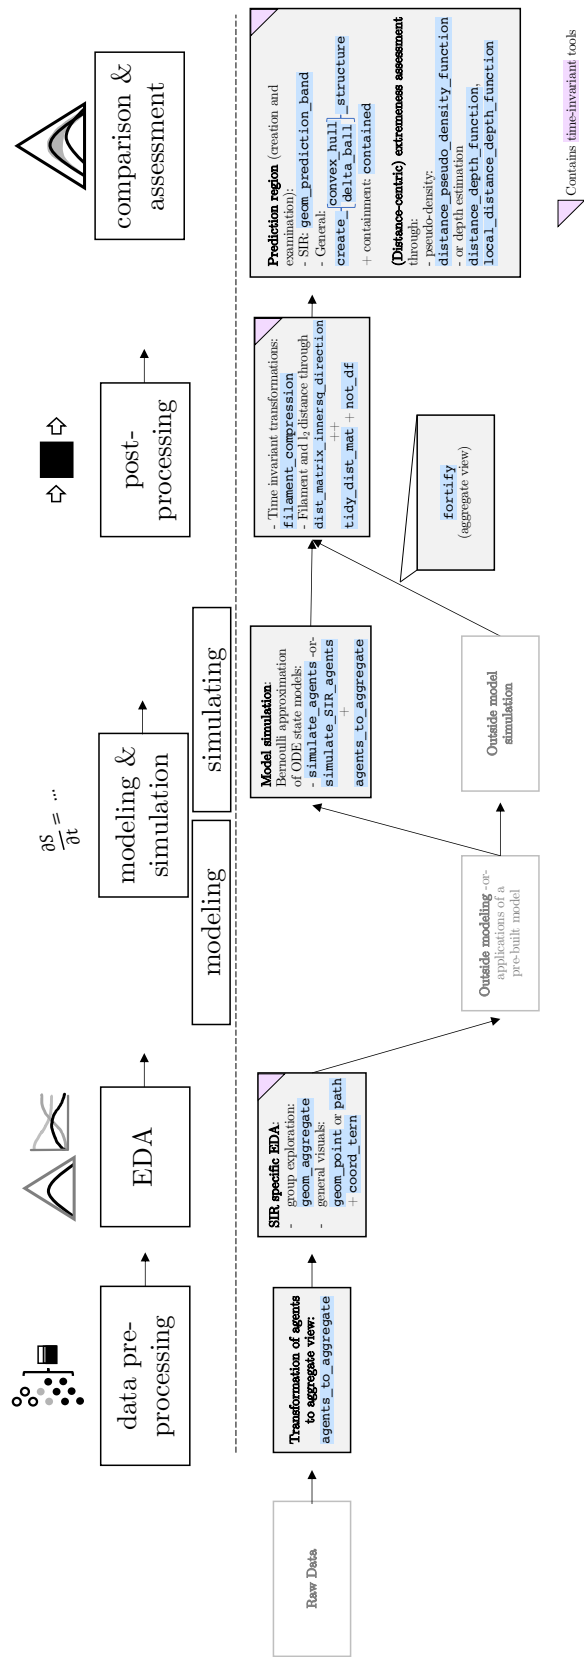 data pre-
processing
EDA
∂S
∂t
= ...
modeling &
simulation
modeling
simulating
post-
processing
comparison &
assessment
Raw Data
Transformation of agents
to aggregate view:
agents_to_aggregate
SIR specific EDA:
- group exploration:
geom_aggregate
- general visuals:
geom_point or path
+ coord_tern
Outside modeling -or-
applications of a
pre-built model
Model simulation:
Bernoulli approximation
of ODE state models:
- simulate_agents -or-
simulate_SIR_agents
+
agents_to_aggregate
Outside model
simulation
fortify
(aggregate view)
- Time invariant transformations:
filament_compression
- Filament and l2 distance through
dist_matrix_innersq_direction
++
tidy_dist_mat + not_df
Prediction region (creation and
examination):
- SIR: geom_prediction_band
- General:
create_[convex_hull
delta_ball]_structure
+ containment: contained
(Distance-centric) extremeness assessment
through:
- pseudo-density:
distance_pseudo_density_function
- or depth estimation
distance_depth_function,
local_distance_depth_function
Contains time-invariant tools